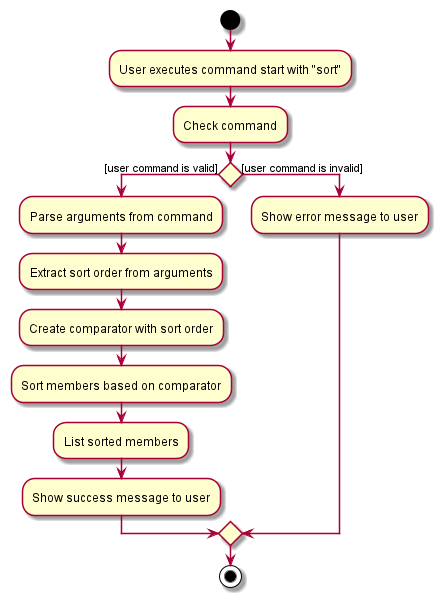 User executes command start with "sort"
Check command
[user command is valid]
[user command is invalid]
Parse arguments from command
Show error message to user
Extract sort order from arguments
Create comparator with sort order
Sort members based on comparator
List sorted members
Show success message to user